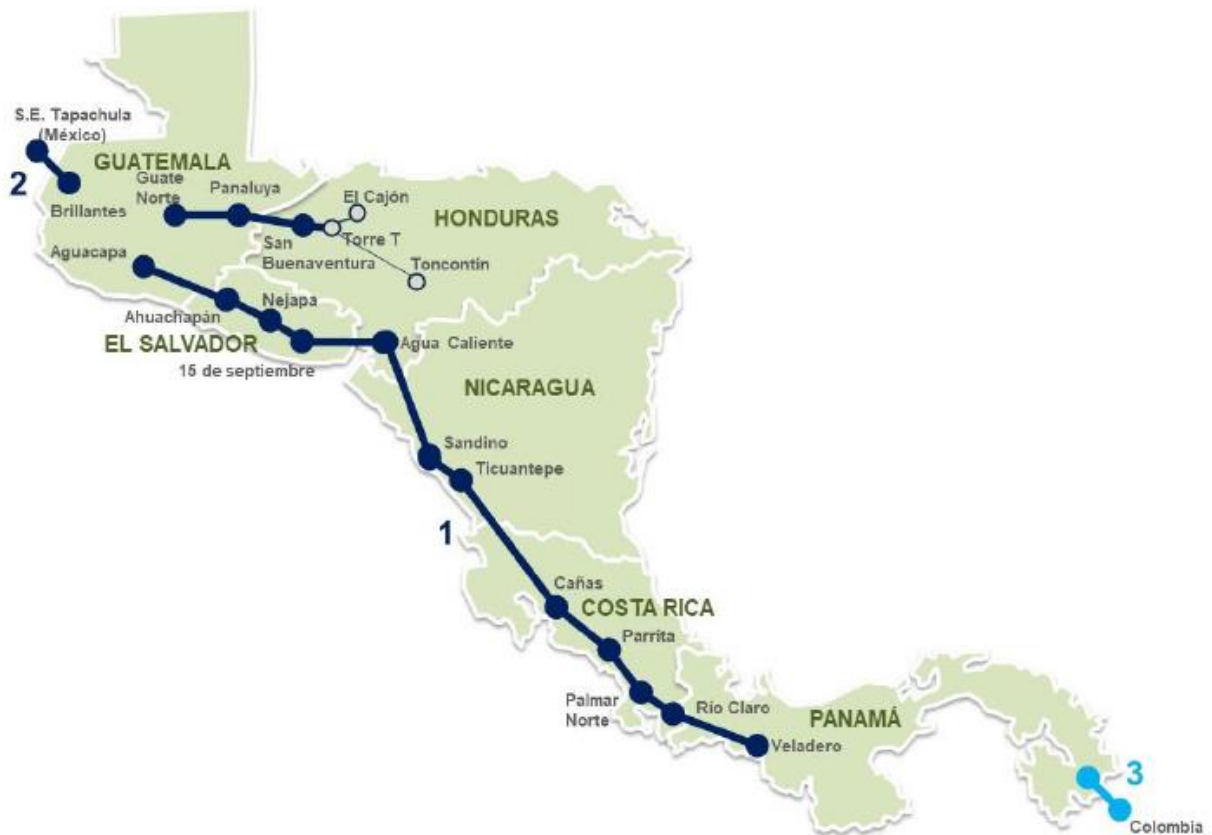 S.E. Tapachula
(México)
2
GUATEMALA
Brillantes
Guate
Norte
Panaluya
El Cajón
HONDURAS
Torre T
San
Buenaventura
Toncontín
Aguacapa
Ahuachapán
Nejapa
EL SALVADOR
15 de septiembre
Agua Caliente
NICARAGUA
Sandino
Ticuantepe
1
Cañas
COSTA RICA
Parrita
Palmar
Norte
Río Claro
PANAMÁ
Veladero
3
Colombia